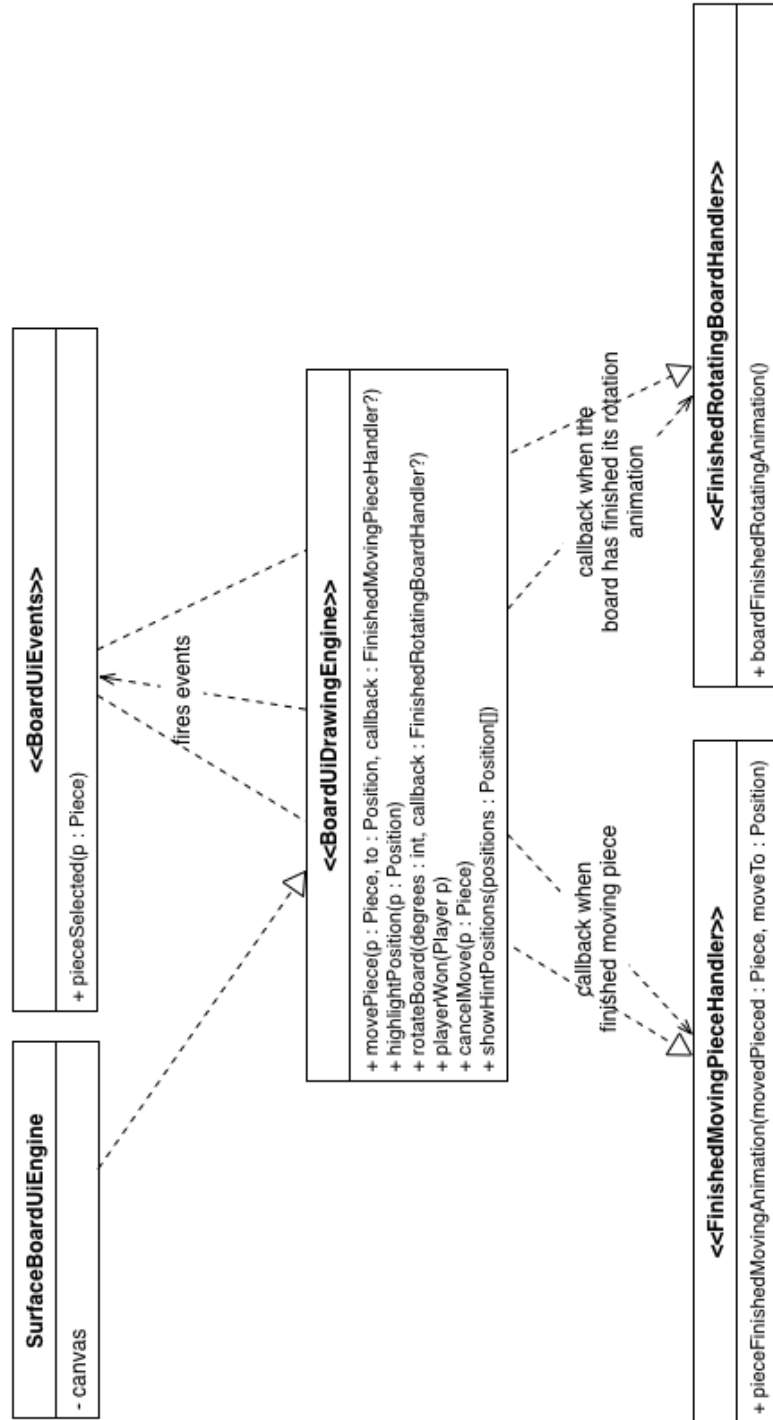 SurfaceBoardUiEngine
- canvas
<<BoardUiEvents>>
+ pieceSelected(p : Piece)
fires events
<<BoardUiDrawingEngine>>
+ movePiece(p : Piece, to : Position, callback : FinishedMovingPieceHandler?)
+ highlightPosition(p : Position)
+ rotateBoard(degrees : int, callback : FinishedRotatingBoardHandler?)
+ playerWon(Player p)
+ cancelMove(p : Piece)
+ showHintPositions(positions : Position[])
callback when
finished moving piece
callback when the
board has finished its rotation
animation
<<FinishedMovingPieceHandler>>
+ pieceFinishedMovingAnimation(movedPieced : Piece, moveTo : Position)
<<FinishedRotatingBoardHandler>>
+ boardFinishedRotatingAnimation()